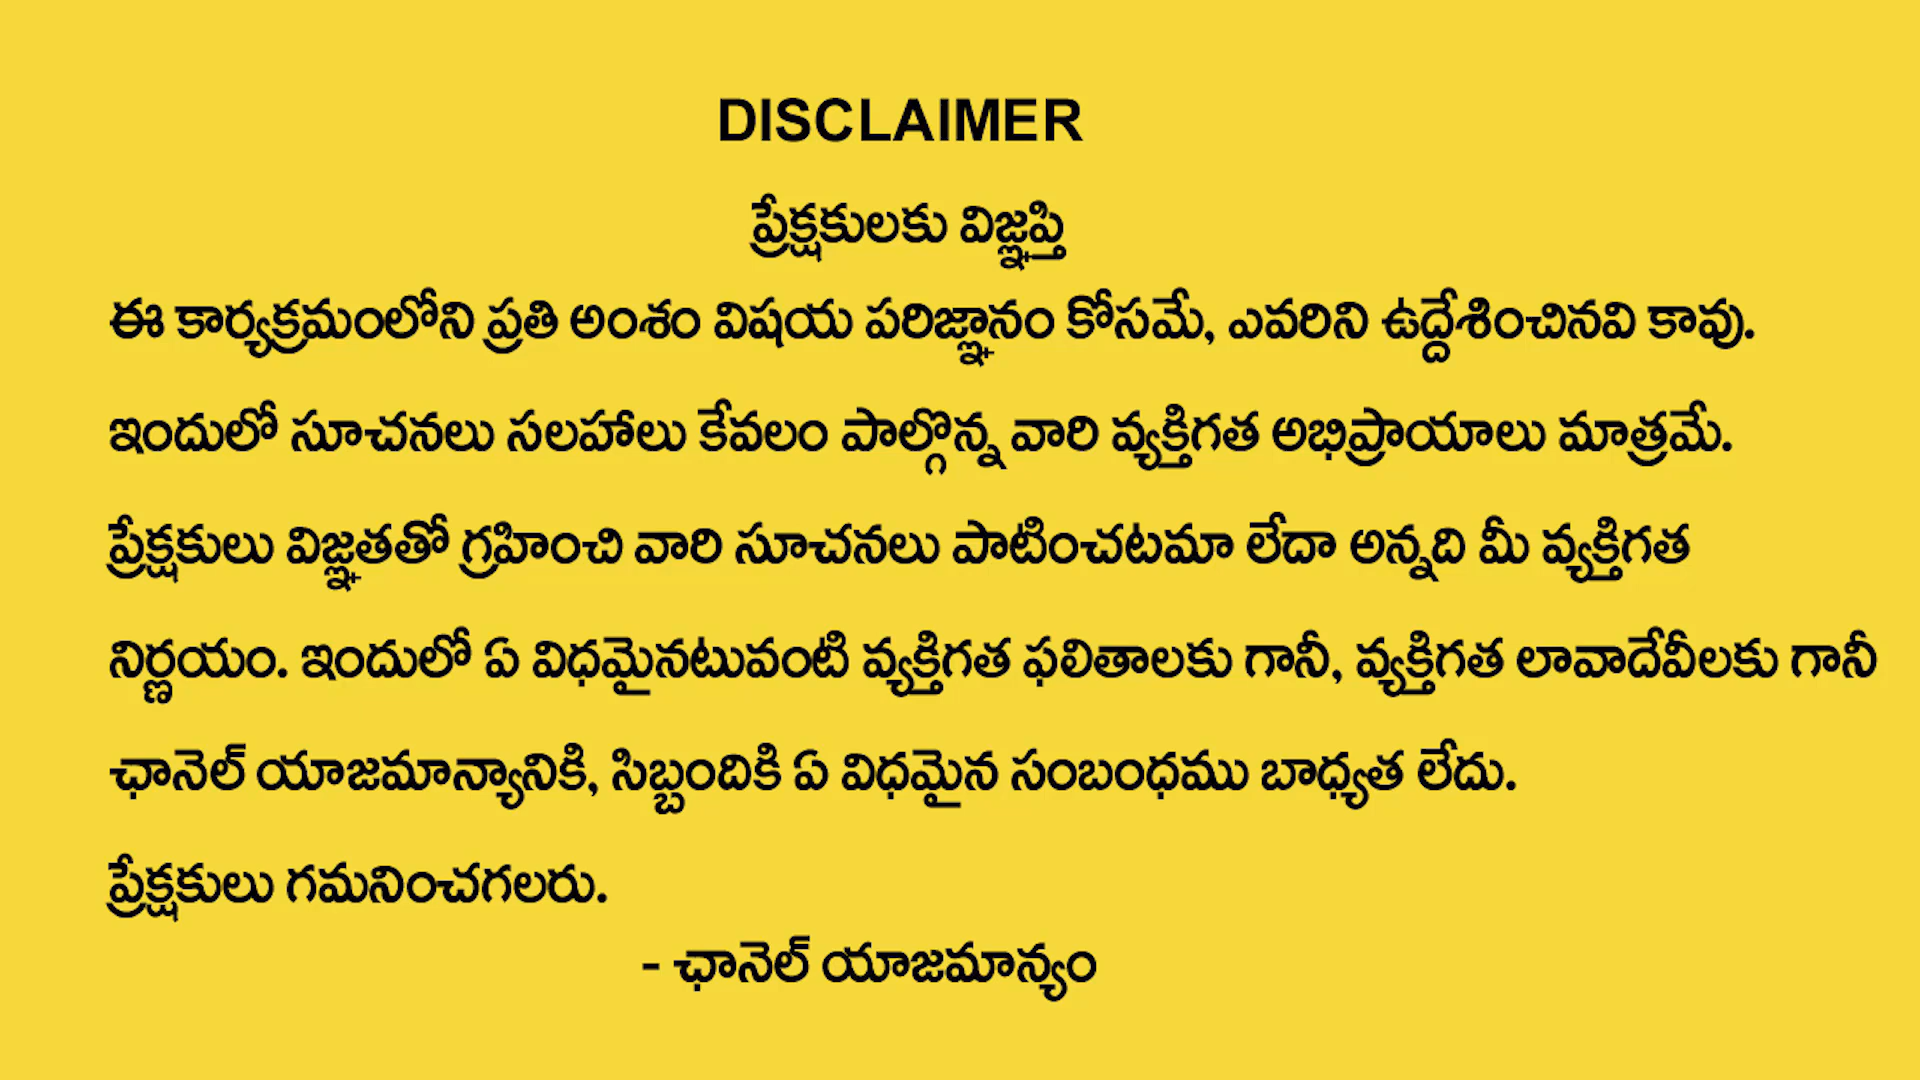 DISCLAIMER
ప్రేక్షకులకు విజ్ఞప్తి
ఈ కార్యక్రమంలోని ప్రతి అంశం విషయ పరిజ్ఞానం కోసమే, ఎవరిని ఉద్దేశించినవి కావు.
ఇందులో సూచనలు సలహాలు కేవలం పాల్గొన్న వారి వ్యక్తిగత అభిప్రాయాలు మాత్రమే.
ప్రేక్షకులు విజ్ఞతతో గ్రహించి వారి సూచనలు పాటించటమా లేదా అన్నది మీ వ్యక్తిగత
నిర్ణయం. ఇందులో ఏ విధమైనటువంటి వ్యక్తిగత ఫలితాలకు గానీ, వ్యక్తిగత లావాదేవీలకు గానీ
ఛానెల్ యాజమాన్యానికి, సిబ్బందికి ఏ విధమైన సంబంధము బాధ్యత లేదు.
ప్రేక్షకులు గమనించగలరు.
- ఛానెల్ యాజమాన్యం